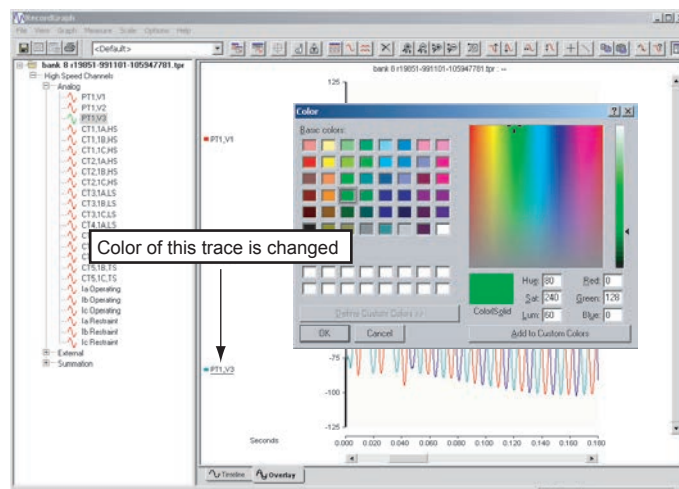 RecordGraph
File View Graph Measure Scale Options Help
<Default>
bank 8 r19851-991101-105947781.tpr
High Speed Channels
Analog
PT1,V1
PT1,V2
PT1,V3
CT1,1A,HS
CT1,1B,HS
CT1,1C,HS
CT2,1A,HS
CT2,1B,HS
CT2,1C,HS
CT3,1A,LS
CT3,1B,LS
CT3,1C,LS
CT4,1A,LS
CT5,1B,TS
CT5,1C,TS
Ia Operating
Ib Operating
Ic Operating
Ia Restraint
Ib Restraint
Ic Restraint
External
Summation
bank 8 r19851-991101-105947781.tpr : --
125
PT1,V1
Color of this trace is changed
PT1,V3
-75
-100
-125
Seconds
0.000 0.020 0.040 0.060 0.080 0.100 0.120 0.140 0.160 0.180
Timeline Overlay
Color
Basic colors:
Define Custom Colors >>
OK Cancel
Color|Solid
Hue: 80 Red: 0
Sat: 240 Green: 128
Lum: 60 Blue: 0
Add to Custom Colors